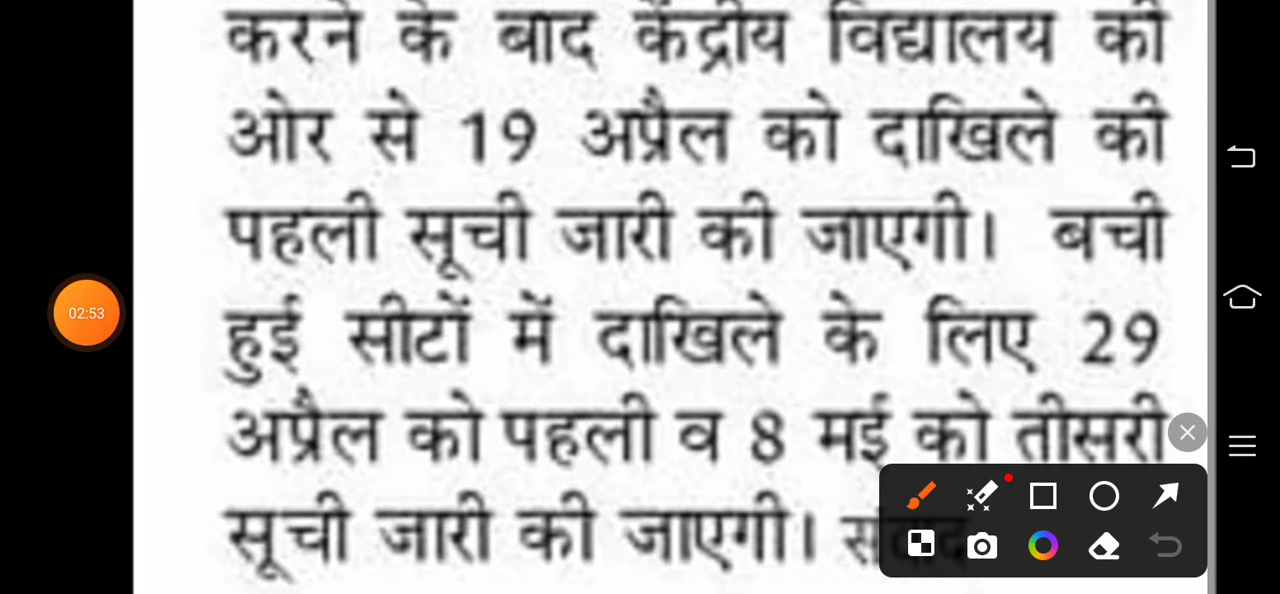 करने के बाद केंद्रीय विद्यालय की
ओर से 19 अप्रैल को दाखिले की
पहली सूची जारी की जाएगी। बची
हुई सीटों में दाखिले के लिए 29
अप्रैल को पहली व 8 मई को तीसरी
सूची जारी की जाएगी।
02:53